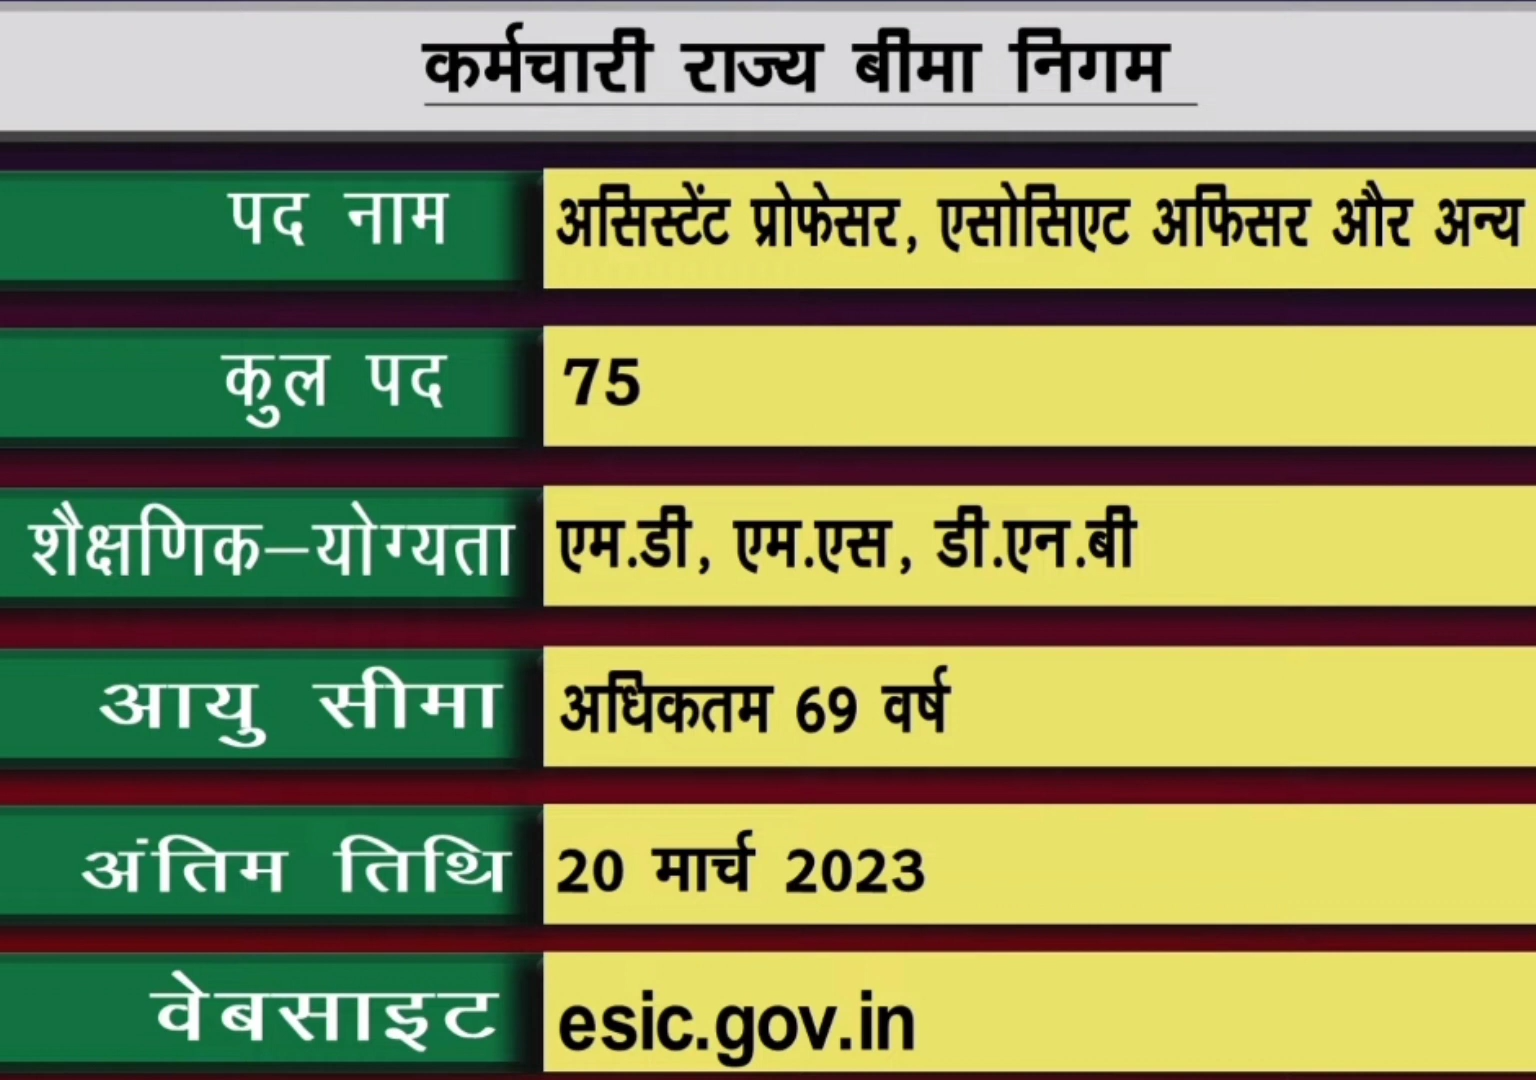 कर्मचारी राज्य बीमा निगम
पद नाम असिस्टेंट प्रोफेसर, एसोसिएट अफिसर और अन्य
कुल पद 75
शैक्षणिक–योग्यता एम.डी, एम.एस, डी.एन.बी
आयु सीमा अधिकतम 69 वर्ष
अंतिम तिथि 20 मार्च 2023
वेबसाइट esic.gov.in